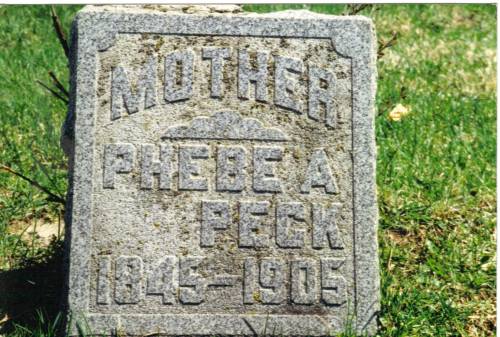 MOTHER
PHEBE A
PECK
1845-1905